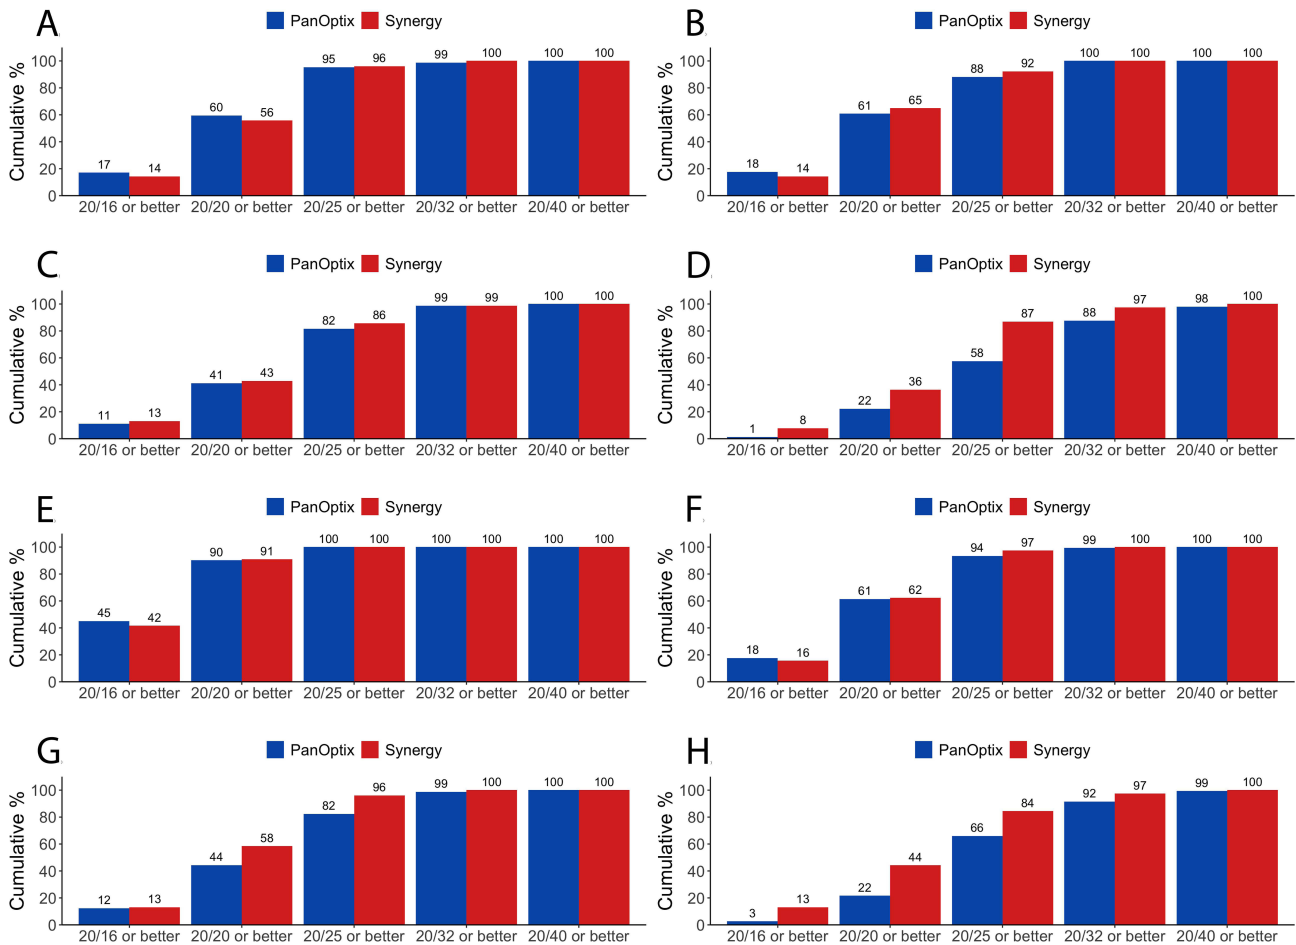 A
PanOptix Synergy
Cumulative %
100
80
60
40
20
0
17 14 60 56 95 96 99 100 100 100
20/16 or better 20/20 or better 20/25 or better 20/32 or better 20/40 or better
B
PanOptix Synergy
Cumulative %
100
80
60
40
20
0
18 14 61 65 88 92 100 100 100 100
20/16 or better 20/20 or better 20/25 or better 20/32 or better 20/40 or better
C
PanOptix Synergy
Cumulative %
100
80
60
40
20
0
11 13 41 43 82 86 99 99 100 100
20/16 or better 20/20 or better 20/25 or better 20/32 or better 20/40 or better
D
PanOptix Synergy
Cumulative %
100
80
60
40
20
0
1 8 22 36 58 87 88 97 98 100
20/16 or better 20/20 or better 20/25 or better 20/32 or better 20/40 or better
E
PanOptix Synergy
Cumulative %
100
80
60
40
20
0
45 42 90 91 100 100 100 100 100 100
20/16 or better 20/20 or better 20/25 or better 20/32 or better 20/40 or better
F
PanOptix Synergy
Cumulative %
100
80
60
40
20
0
18 16 61 62 94 97 99 100 100 100
20/16 or better 20/20 or better 20/25 or better 20/32 or better 20/40 or better
G
PanOptix Synergy
Cumulative %
100
80
60
40
20
0
12 13 44 58 82 96 99 100 100 100
20/16 or better 20/20 or better 20/25 or better 20/32 or better 20/40 or better
H
PanOptix Synergy
Cumulative %
100
80
60
40
20
0
3 13 22 44 66 84 92 97 99 100
20/16 or better 20/20 or better 20/25 or better 20/32 or better 20/40 or better